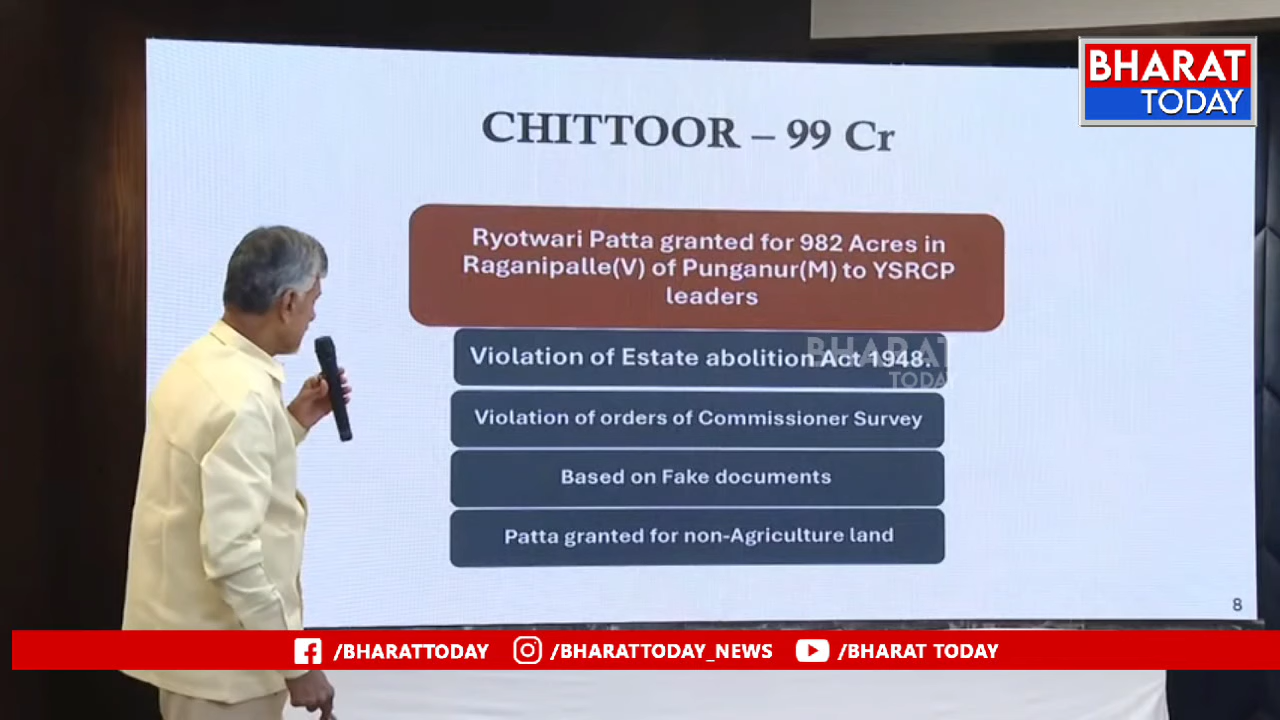 BHARAT
TODAY
CHITTOOR – 99 Cr
Ryotwari Patta granted for 982 Acres in
Raganipalle(V) of Punganur(M) to YSRCP
leaders
Violation of Estate abolition Act 1948.
BHARAT
TODAY
Violation of orders of Commissioner Survey
Based on Fake documents
Patta granted for non-Agriculture land
8
/BHARATTODAY /BHARATTODAY_NEWS /BHARAT TODAY